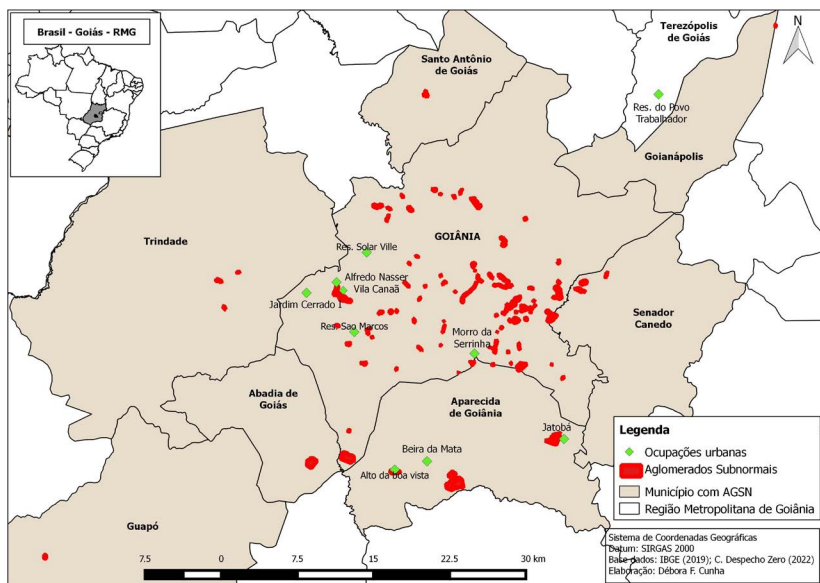 Brasil - Goiás - RMG
Terezópolis
de Goiás
N
Santo Antônio
de Goiás
Res. do Povo
Trabalhador
Goianápolis
Trindade
GOIÂNIA
Res. Solar Ville
Alfredo Nasser
Vila Canaã
Jardim Cerrado I
Res. Sao Marcos
Morro da
Serrinha
Senador
Canedo
Abadia de
Goiás
Aparecida
de Goiânia
Jatobá
Beira da Mata
Alto da boa vista
Guapó
Legenda
Ocupações urbanas
Aglomerados Subnormais
Município com AGSN
Região Metropolitana de Goiânia
Sistema de Coordenadas Geográficas
Datum: SIRGAS 2000
Base dados: IBGE (2019); C. Despecho Zero (2022)
Elaboração: Débora F. Cunha
7.5 0 7.5 15 22.5 30 km